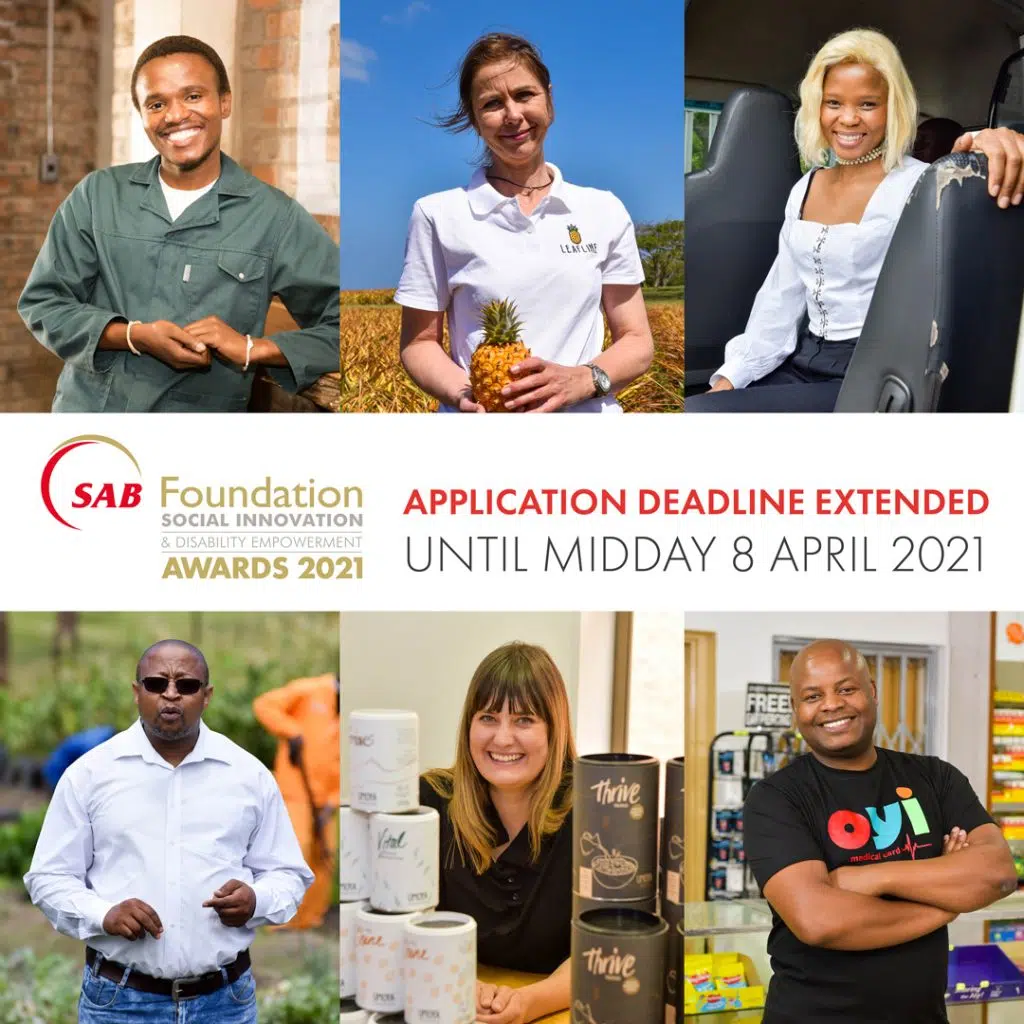 LEAFLINE
SAB
Foundation
SOCIAL INNOVATION
& DISABILITY EMPOWERMENT
AWARDS 2021
APPLICATION DEADLINE EXTENDED
UNTIL MIDDAY 8 APRIL 2021
Vital
Thrive
UMOYA
Thrive
FREE
oyi
medical card